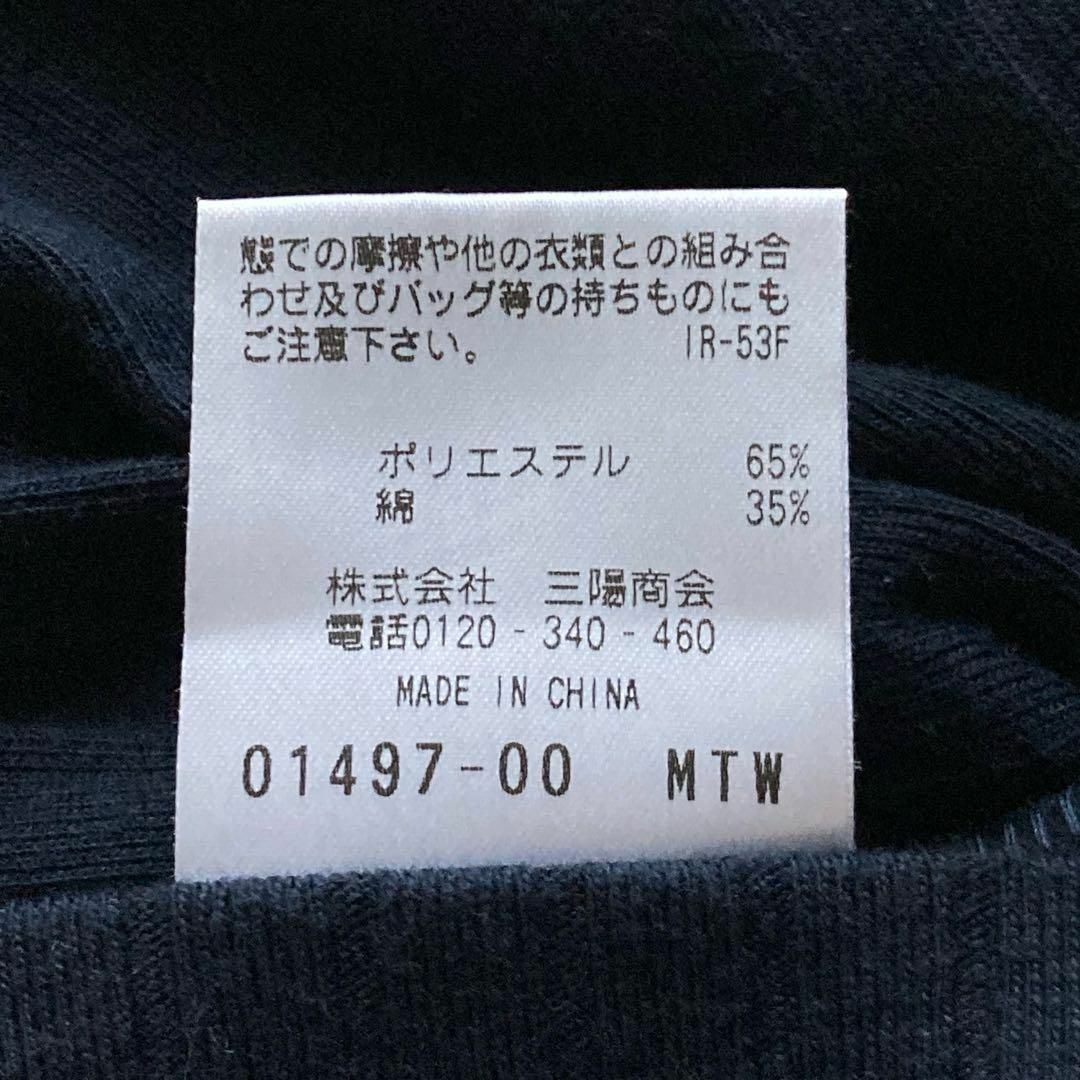 態での摩擦や他の衣類との組み合
わせ及びバッグ等の持ちものにも
ご注意下さい。 IR-53F
ポリエステル 65%
綿 35%
株式会社 三陽商会
電話0120-340-460
MADE IN CHINA
01497-00 MTW